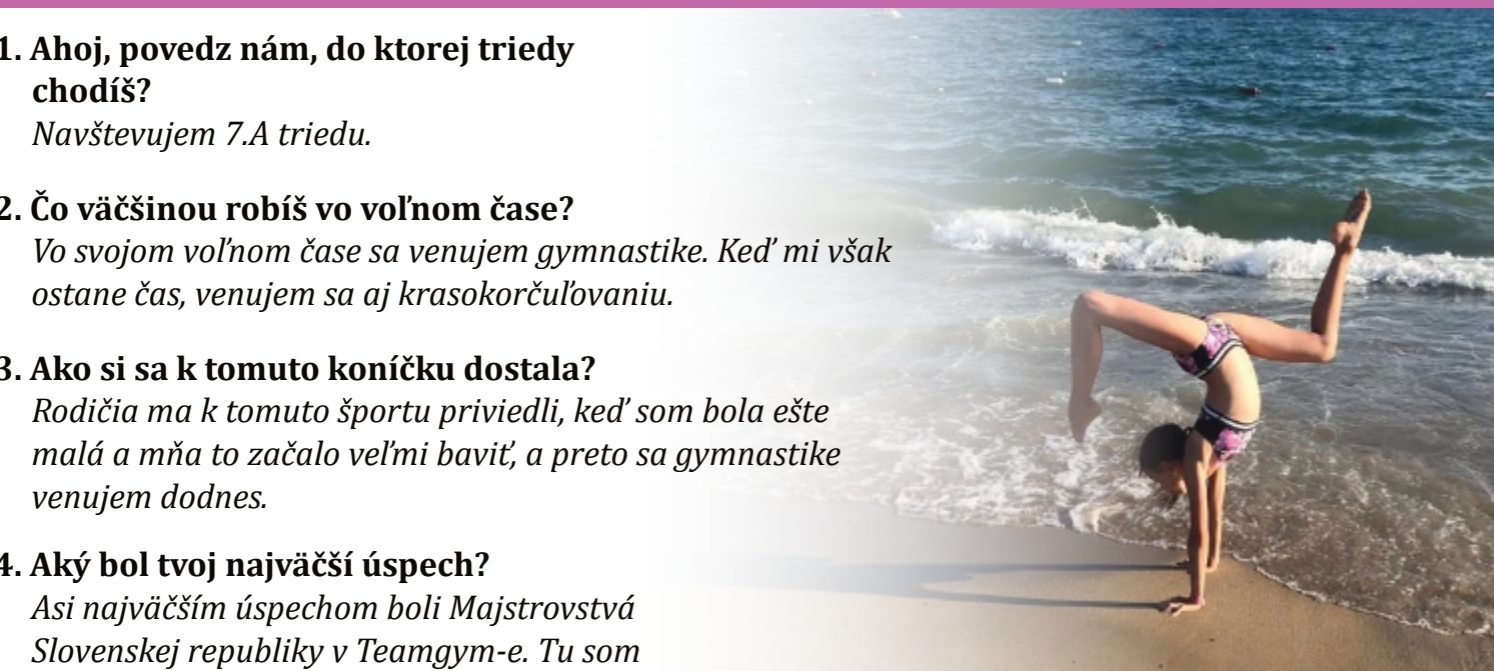 1. Ahoj, povedz nám, do ktorej triedy
chodíš?
Navštevujem 7.A triedu.
2. Čo väčšinou robíš vo voľnom čase?
Vo svojom voľnom čase sa venujem gymnastike. Keď mi však
ostane čas, venujem sa aj krasokorčuľovaniu.
3. Ako si sa k tomuto koníčku dostala?
Rodičia ma k tomuto športu priviedli, keď som bola ešte
malá a mňa to začalo veľmi baviť, a preto sa gymnastike
venujem dodnes.
4. Aký bol tvoj najväčší úspech?
Asi najväčším úspechom boli Majstrovstvá
Slovenskej republiky v Teamgym-e. Tu som